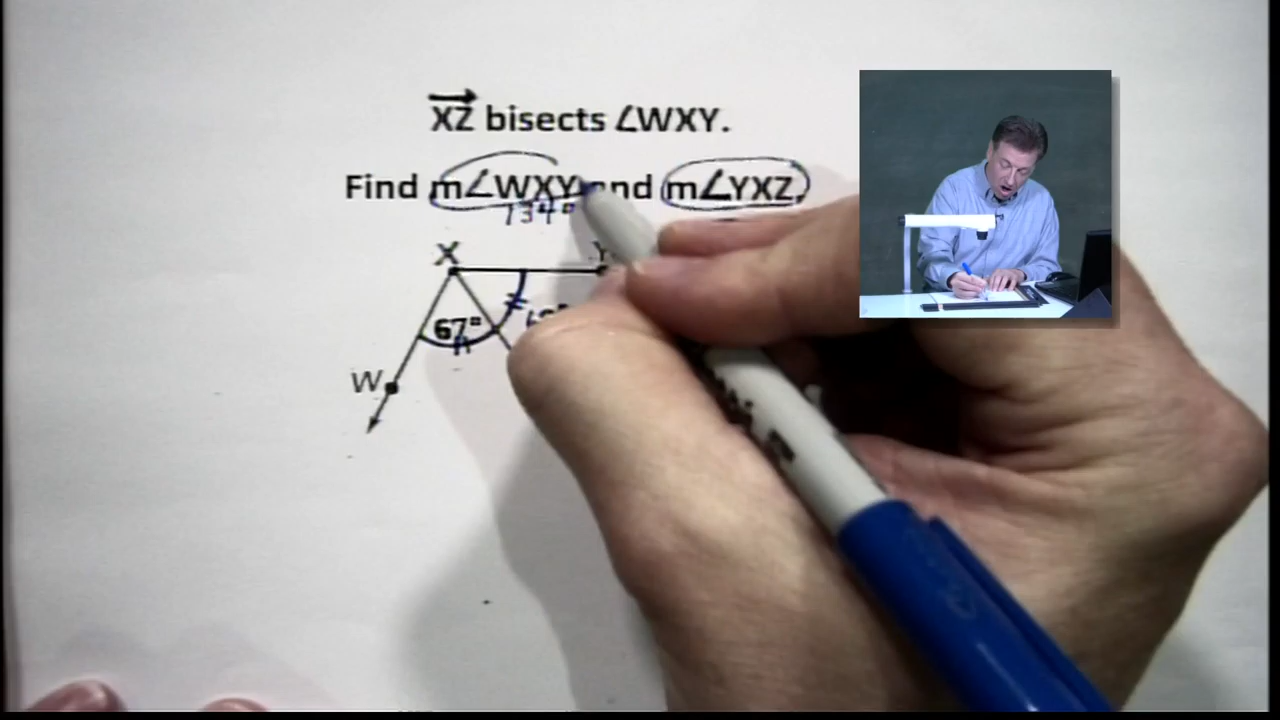 XZ bisects ∠WXY.
Find m∠WXY and m∠YXZ.
134°
X Y
67°
W